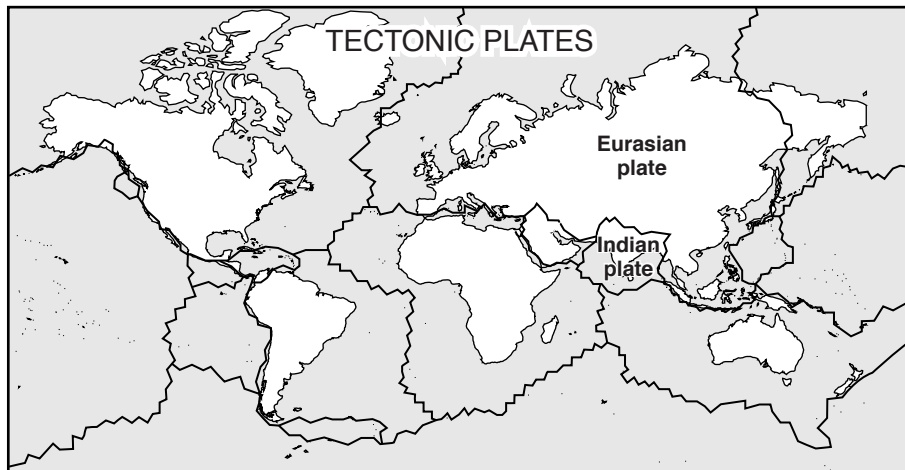 TECTONIC PLATES
Eurasian
plate
Indian
plate